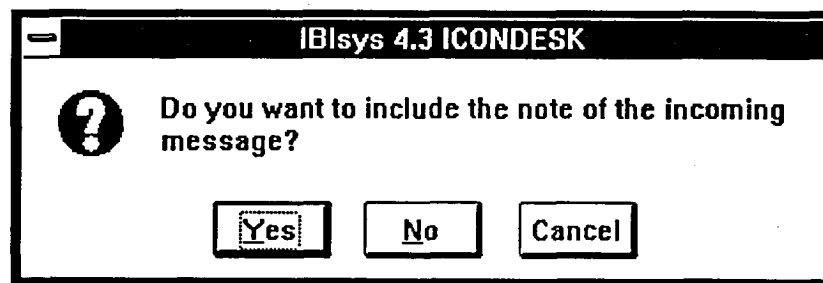 IBIsys 4.3 ICONDESK
Do you want to include the note of the incoming
message?
Yes No Cancel